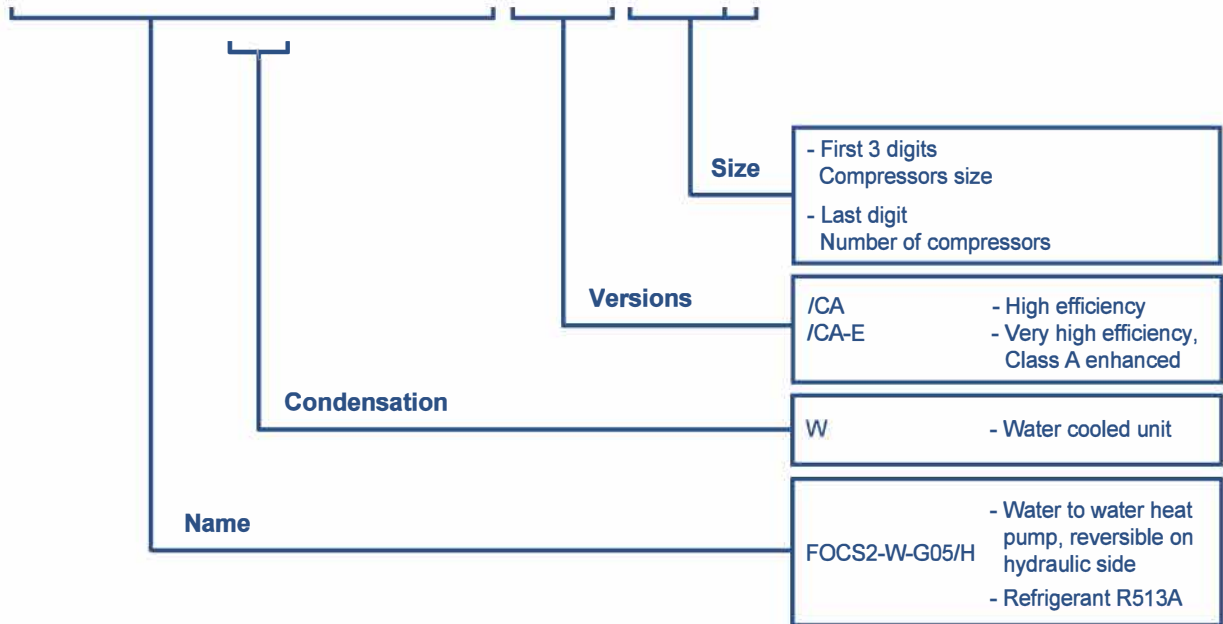 Size
- First 3 digits
Compressors size
- Last digit
Number of compressors
Versions
/CA - High efficiency
/CA-E - Very high efficiency,
Class A enhanced
Condensation
W - Water cooled unit
Name
FOCS2-W-G05/H
- Water to water heat
pump, reversible on
hydraulic side
- Refrigerant R513A